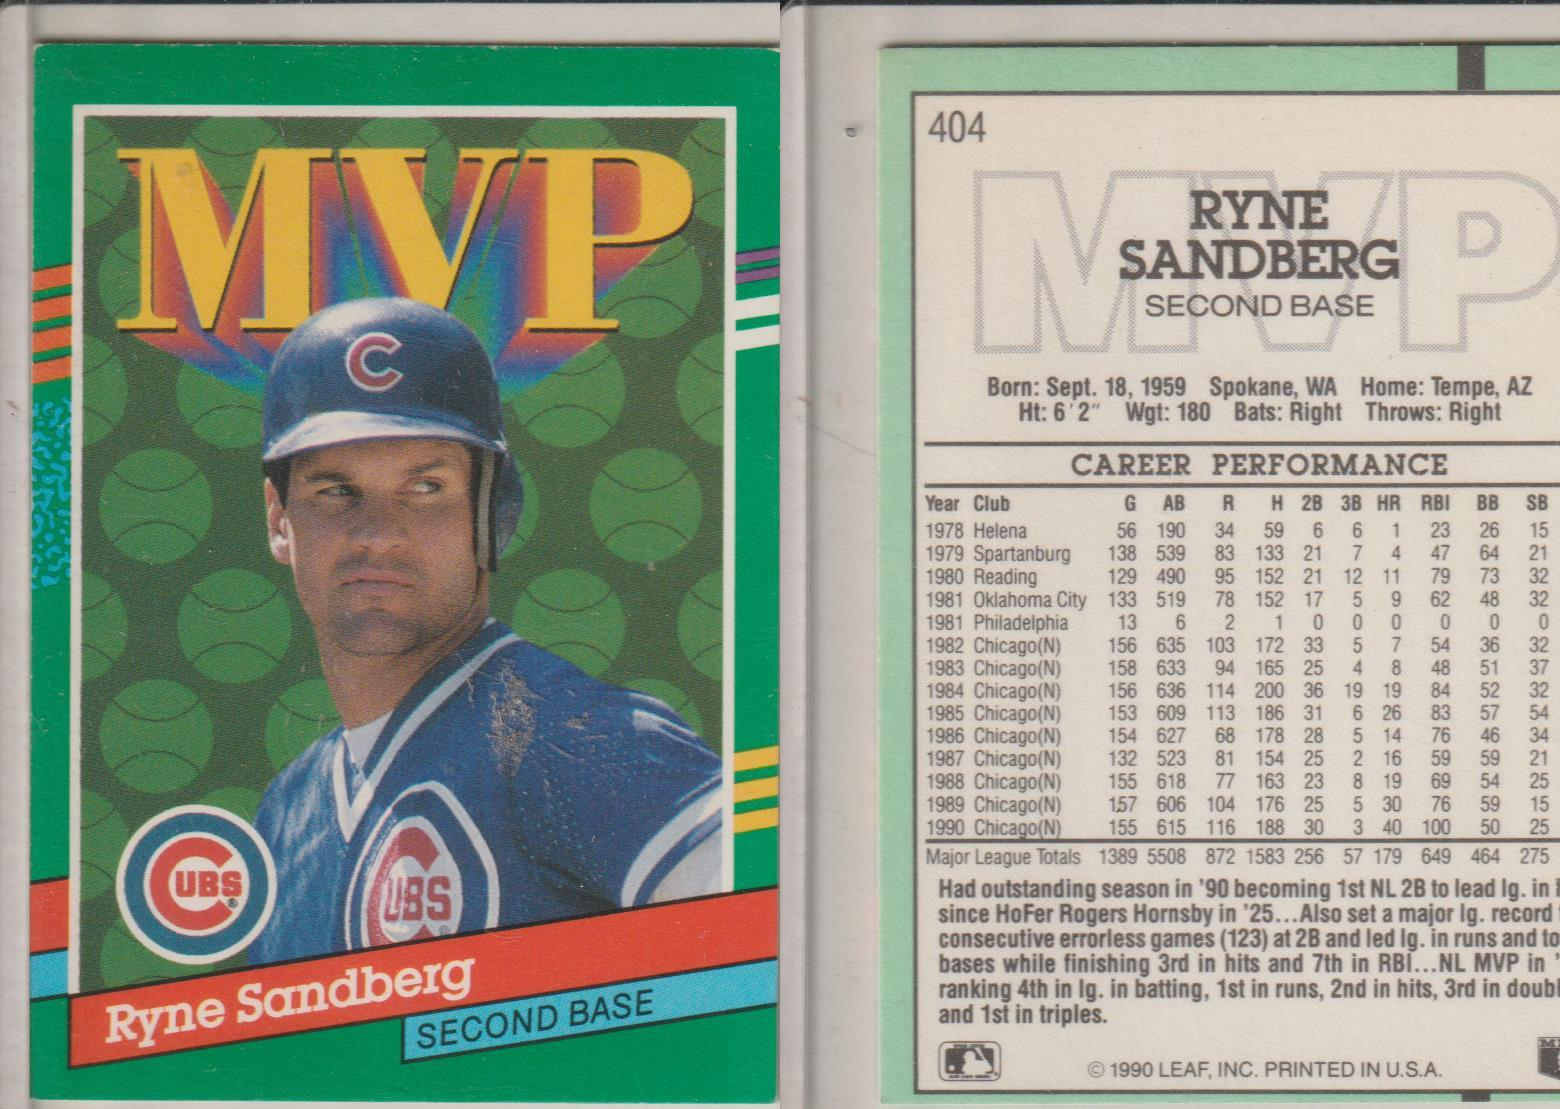 MVP
C
CUBS
CUBS
Ryne Sandberg
SECOND BASE
404
MVP
RYNE
SANDBERG
SECOND BASE
Born: Sept. 18, 1959 Spokane, WA Home: Tempe, AZ
Ht: 6'2" Wgt: 180 Bats: Right Throws: Right
CAREER PERFORMANCE
Year Club G AB R H 2B 3B HR RBI BB SB
1978 Helena 56 190 34 59 6 6 1 23 26 15
1979 Spartanburg 138 539 83 133 21 7 4 47 64 21
1980 Reading 129 490 95 152 21 12 11 79 73 32
1981 Oklahoma City 133 519 78 152 17 5 9 62 48 32
1981 Philadelphia 13 6 2 1 0 0 0 0 0 0
1982 Chicago(N) 156 635 103 172 33 5 7 54 36 32
1983 Chicago(N) 158 633 94 165 25 4 8 48 51 37
1984 Chicago(N) 156 636 114 200 36 19 19 84 52 32
1985 Chicago(N) 153 609 113 186 31 6 26 83 57 54
1986 Chicago(N) 154 627 68 178 28 5 14 76 46 34
1987 Chicago(N) 132 523 81 154 25 2 16 59 59 21
1988 Chicago(N) 155 618 77 163 23 8 19 69 54 25
1989 Chicago(N) 157 606 104 176 25 5 30 76 59 15
1990 Chicago(N) 155 615 116 188 30 3 40 100 50 25
Major League Totals 1389 5508 872 1583 256 57 179 649 464 275
Had outstanding season in '90 becoming 1st NL 2B to lead lg. in
since HoFer Rogers Hornsby in '25...Also set a major lg. record
consecutive errorless games (123) at 2B and led lg. in runs and to
bases while finishing 3rd in hits and 7th in RBI...NL MVP in '
ranking 4th in lg. in batting, 1st in runs, 2nd in hits, 3rd in doubl
and 1st in triples.
© 1990 LEAF, INC. PRINTED IN U.S.A.